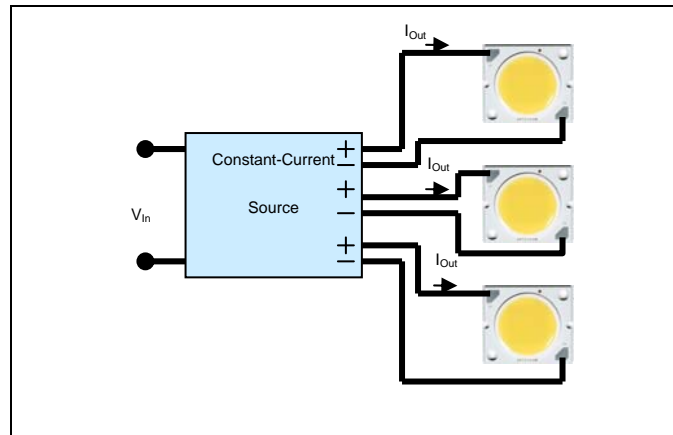 I_Out
Constant-Current
+
−
I_Out
+
Source
−
V_In
+
I_Out
−